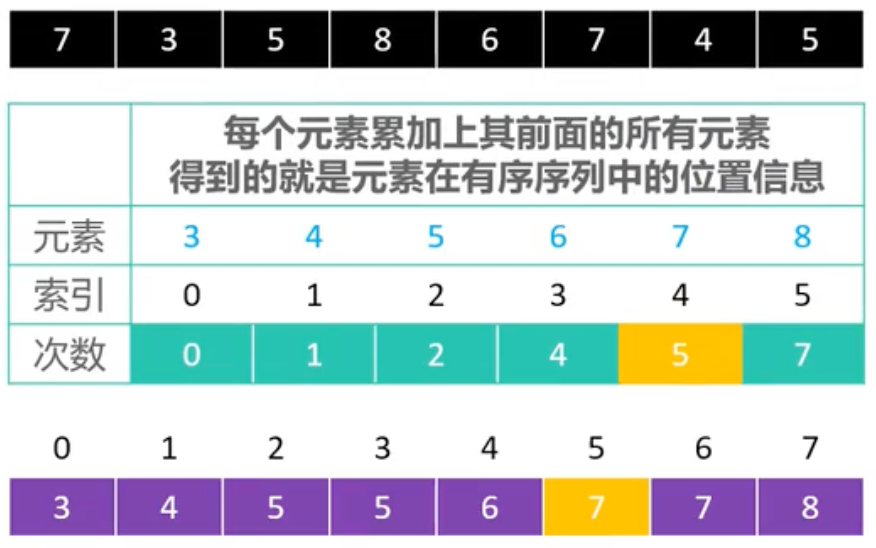 7 3 5 8 6 7 4 5
每个元素累加上其前面的所有元素
得到的就是元素在有序序列中的位置信息
元素 3 4 5 6 7 8
索引 0 1 2 3 4 5
次数 0 1 2 4 5 7
0 1 2 3 4 5 6 7
3 4 5 5 6 7 7 8